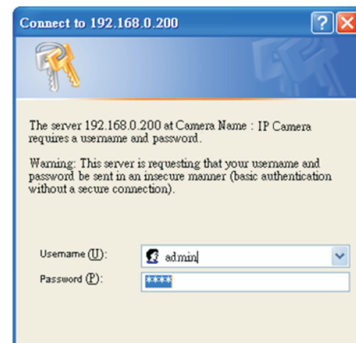 Connect to 192.168.0.200
The server 192.168.0.200 at Camera Name : IP Camera
requires a username and password.
Warning: This server is requesting that your username and
password be sent in an insecure manner (basic authentication
without a secure connection).
Username (U):
admin
Password (P):
****